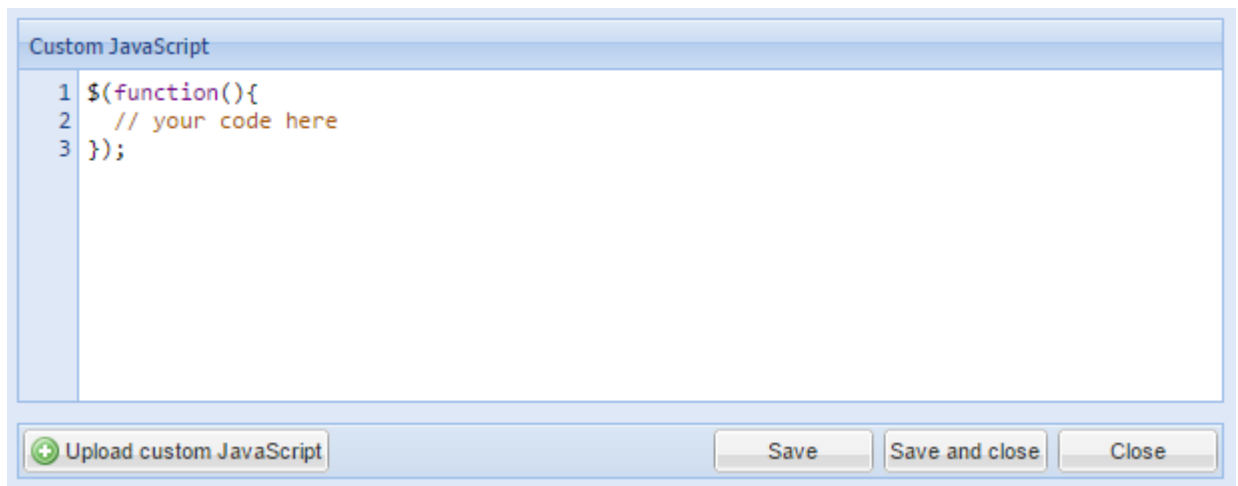 Custom JavaScript
1 $(function(){
2   // your code here
3 });
Upload custom JavaScript Save Save and close Close